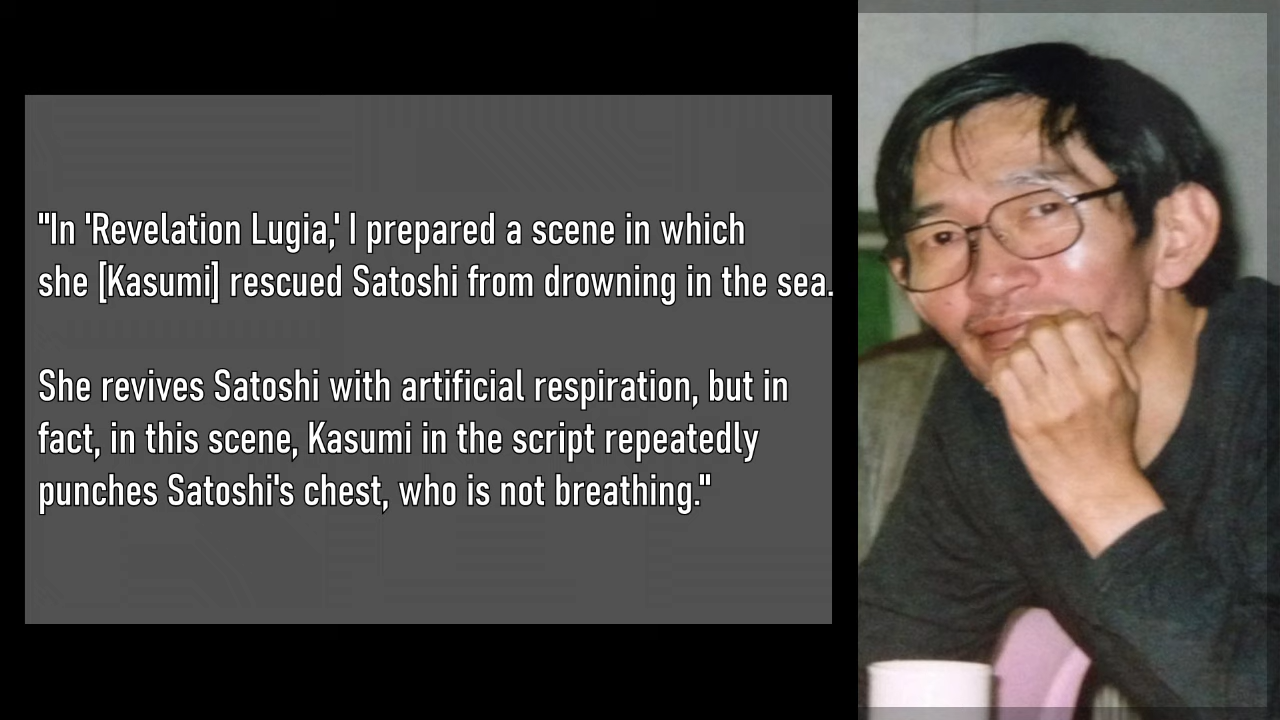 "In 'Revelation Lugia,' I prepared a scene in which
she [Kasumi] rescued Satoshi from drowning in the sea.
She revives Satoshi with artificial respiration, but in
fact, in this scene, Kasumi in the script repeatedly
punches Satoshi's chest, who is not breathing."